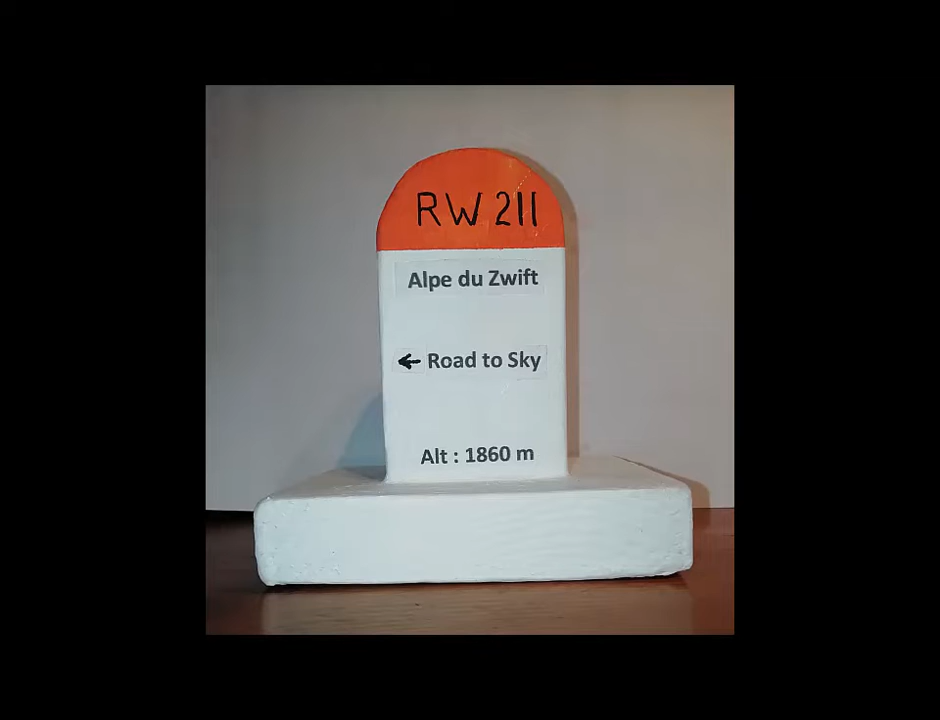 RW 211
Alpe du Zwift
← Road to Sky
Alt : 1860 m